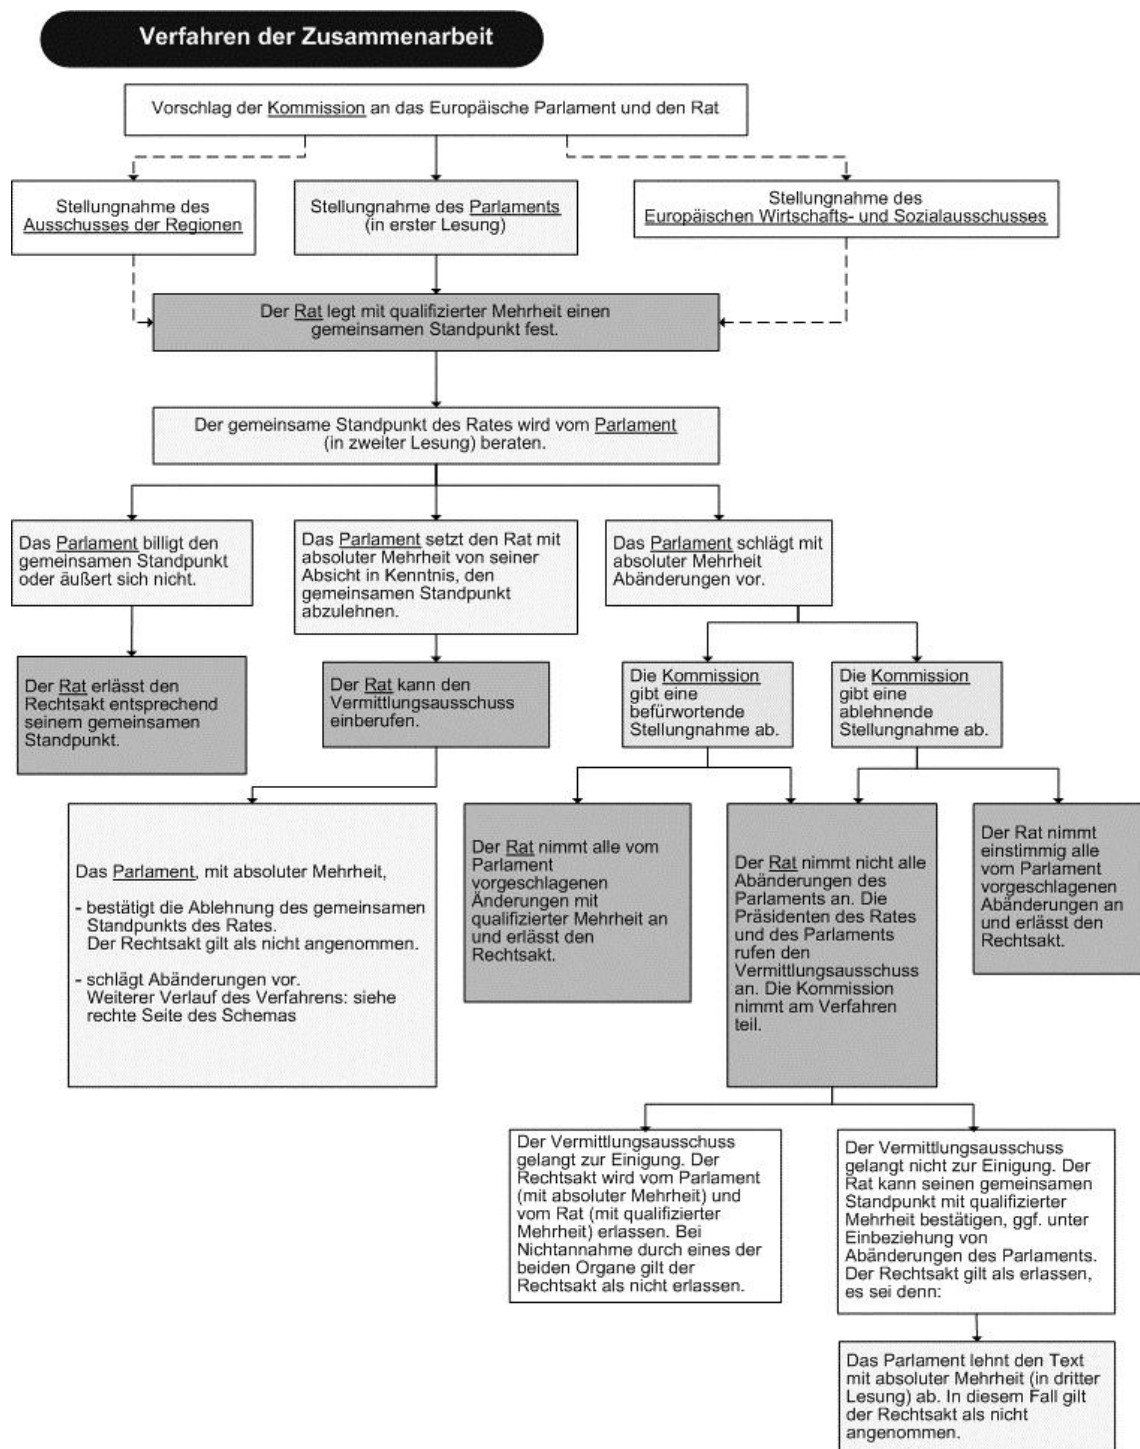 Verfahren der Zusammenarbeit
Vorschlag der Kommission an das Europäische Parlament und den Rat
Stellungnahme des
Ausschusses der Regionen
Stellungnahme des Parlaments
(in erster Lesung)
Stellungnahme des
Europäischen Wirtschafts- und Sozialausschusses
Der Rat legt mit qualifizierter Mehrheit einen
gemeinsamen Standpunkt fest.
Der gemeinsame Standpunkt des Rates wird vom Parlament
(in zweiter Lesung) beraten.
Das Parlament billigt den
gemeinsamen Standpunkt
oder äußert sich nicht.
Das Parlament setzt den Rat mit
absoluter Mehrheit von seiner
Absicht in Kenntnis, den
gemeinsamen Standpunkt
abzulehnen.
Das Parlament schlägt mit
absoluter Mehrheit
Abänderungen vor.
Der Rat erlässt den
Rechtsakt entsprechend
seinem gemeinsamen
Standpunkt.
Der Rat kann den
Vermittlungsausschuss
einberufen.
Die Kommission
gibt eine
befürwortende
Stellungnahme ab.
Die Kommission
gibt eine
ablehnende
Stellungnahme ab.
Das Parlament, mit absoluter Mehrheit,
- bestätigt die Ablehnung des gemeinsamen
Standpunkts des Rates.
Der Rechtsakt gilt als nicht angenommen.
- schlägt Abänderungen vor.
Weiterer Verlauf des Verfahrens: siehe
rechte Seite des Schemas
Der Rat nimmt alle vom
Parlament
vorgeschlagenen
Änderungen mit
qualifizierter Mehrheit an
und erlässt den
Rechtsakt.
Der Rat nimmt nicht alle
Abänderungen des
Parlaments an. Die
Präsidenten des Rates
und des Parlaments
rufen den
Vermittlungsausschuss
an. Die Kommission
nimmt am Verfahren
teil.
Der Rat nimmt
einstimmig alle
vom Parlament
vorgeschlagenen
Abänderungen an
und erlässt den
Rechtsakt.
Der Vermittlungsausschuss
gelangt zur Einigung. Der
Rechtsakt wird vom Parlament
(mit absoluter Mehrheit) und
vom Rat (mit qualifizierter
Mehrheit) erlassen. Bei
Nichtannahme durch eines der
beiden Organe gilt der
Rechtsakt als nicht erlassen.
Der Vermittlungsausschuss
gelangt nicht zur Einigung. Der
Rat kann seinen gemeinsamen
Standpunkt mit qualifizierter
Mehrheit bestätigen, ggf. unter
Einbeziehung von
Abänderungen des Parlaments.
Der Rechtsakt gilt als erlassen,
es sei denn:
Das Parlament lehnt den Text
mit absoluter Mehrheit (in dritter
Lesung) ab. In diesem Fall gilt
der Rechtsakt als nicht
angenommen.